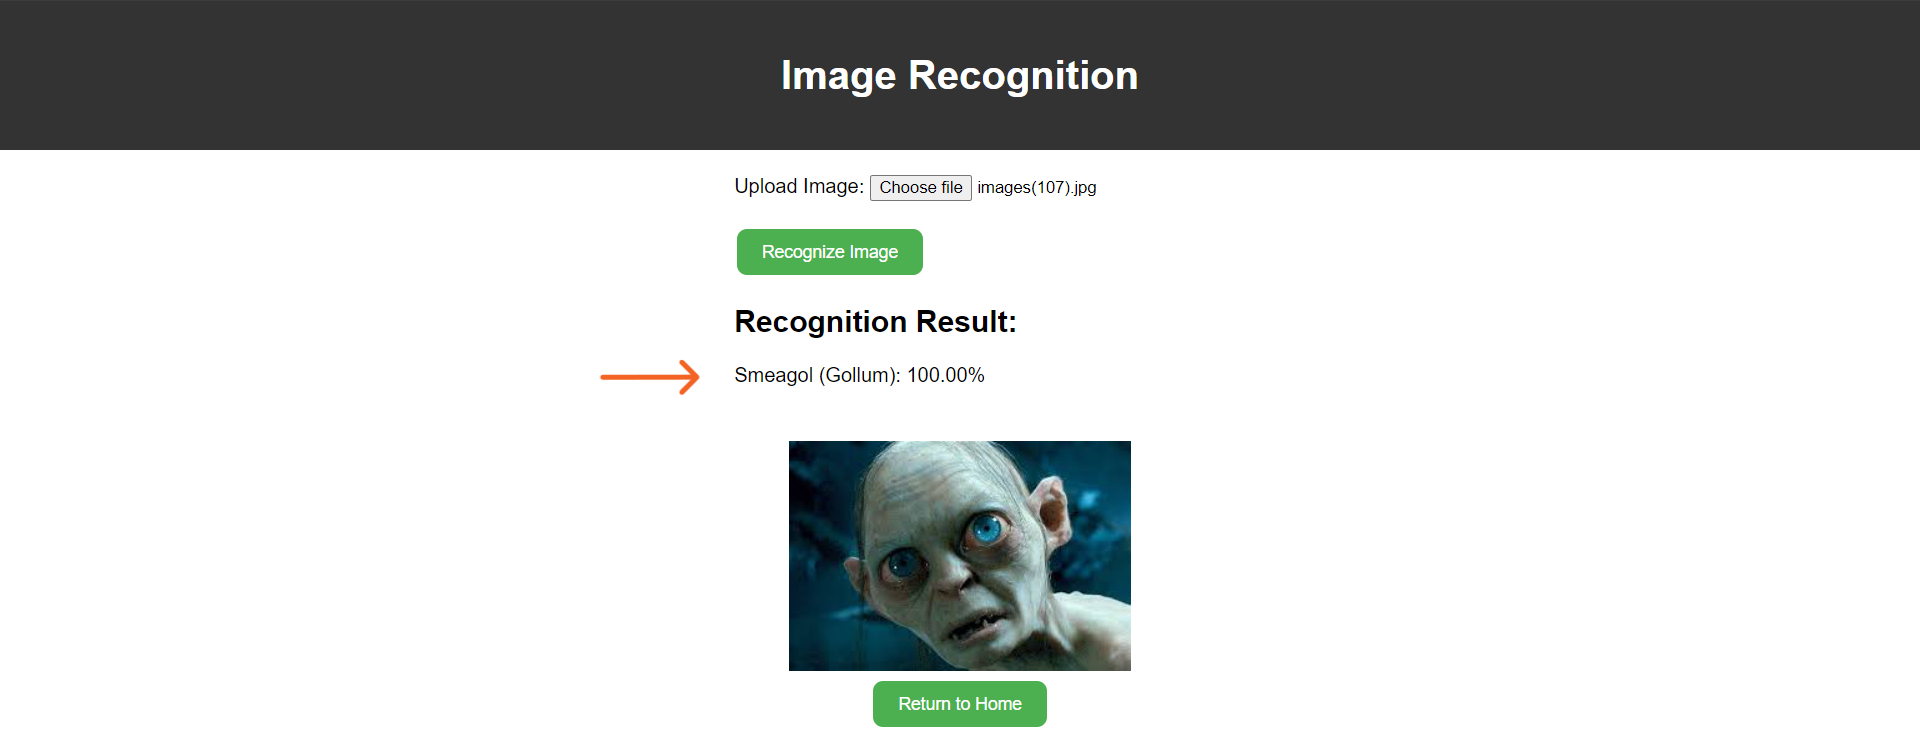 Image Recognition
Upload Image: Choose file images(107).jpg
Recognize Image
Recognition Result:
Smeagol (Gollum): 100.00%
Return to Home